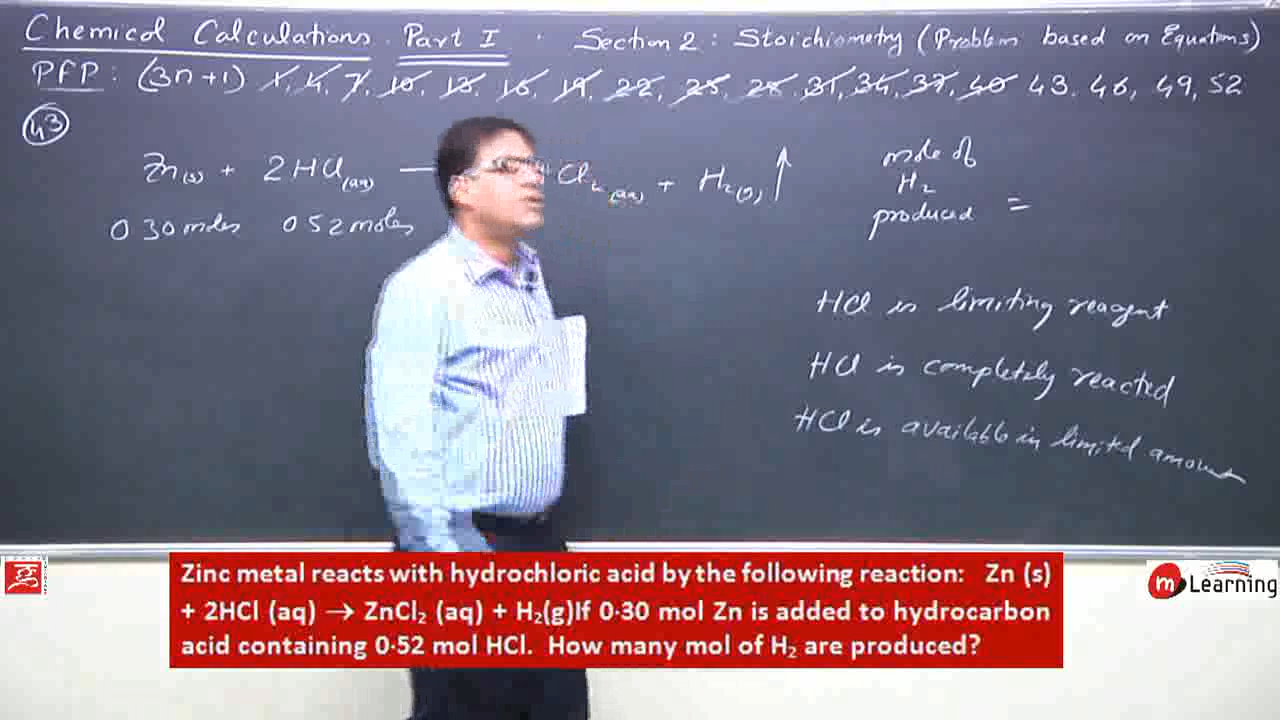 Chemical Calculations. Part I . Section 2 : Stoichiometry (Problem based on Equations)
PFP : (3n+1) 1, 4, 7, 10, 13, 16, 19, 22, 25, 28, 31, 34, 37, 40 43, 46, 49, 52
43
Zn(s) + 2HCl(aq) Cl2(aq) + H2(g) ↑
0.30 moles 0.52 moles
mole of
H2
produced =
HCl is limiting reagent
HCl is completely reacted
HCl is available in limited amount
Zinc metal reacts with hydrochloric acid by the following reaction: Zn (s)
+ 2HCl (aq) → ZnCl₂ (aq) + H₂(g)If 0·30 mol Zn is added to hydrocarbon
acid containing 0·52 mol HCl. How many mol of H₂ are produced?
m Learning